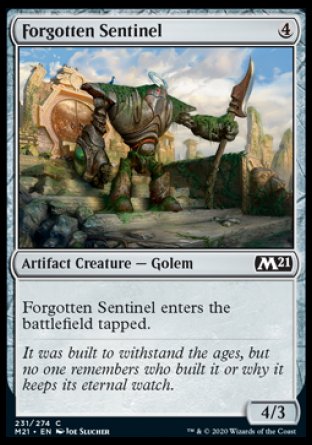 Forgotten Sentinel 4
Artifact Creature — Golem M21
Forgotten Sentinel enters the
battlefield tapped.
It was built to withstand the ages, but
no one remembers who built it or why it
keeps its eternal watch.
4/3
231/274 C
M21 • EN Joe Slucher ™ & © 2020 Wizards of the Coast